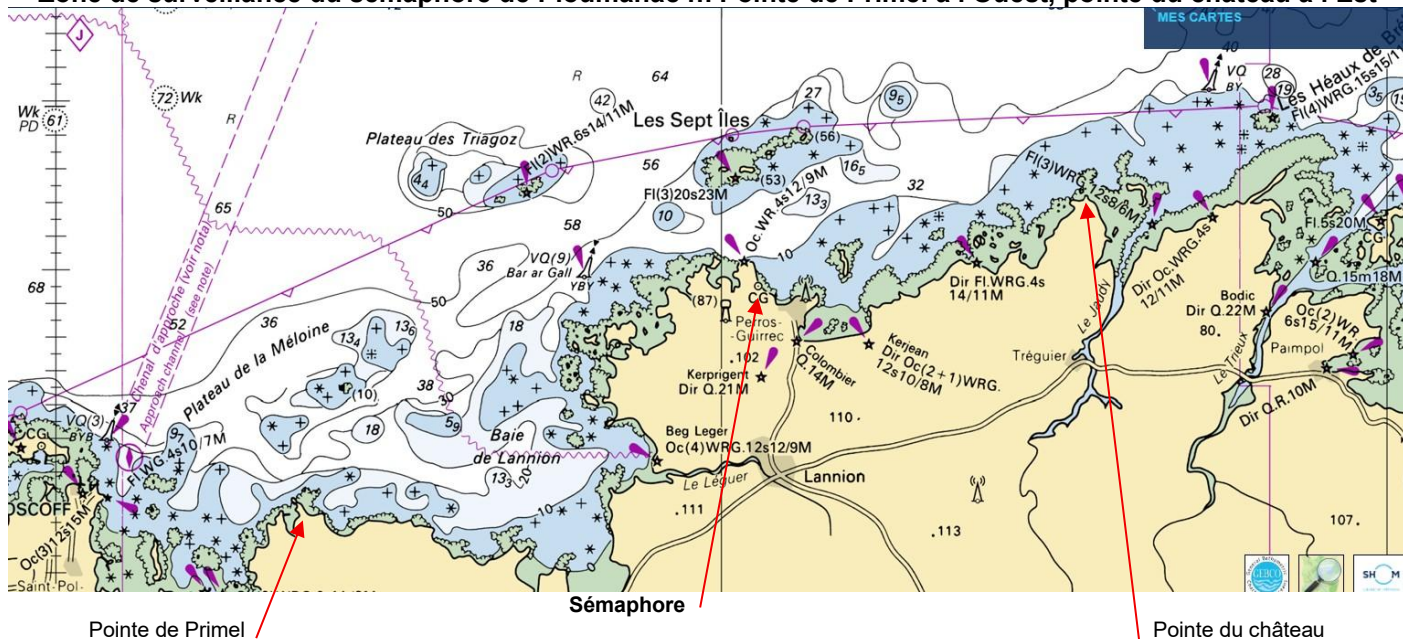 Zone de surveillance du sémaphore de Ploumanac'h: Pointe de Primel à l'Ouest, pointe du château à l'Est
MES CARTES
J
12
72 Wk
Wk
PD
61
R
R
64
42
27
9₅
40
VQ
BY
28
19
Les Héaux de Bré
Fl(4)WRG.15s15/11
3₅
Plateau des Triagoz
Fl(2)WR.6s14/11M
Les Sept Îles
(56)
56
(53)
16₅
32
Fl(3)WRG.12s8/6M
4₄
50
65
Fl(3)20s23M
Oc.WR.4s12/9M
13₃
10
58
Fl.5s20M
CG
VQ(9)
Bar ar Gall
YBY
36
10
Dir Oc.WRG.4s
12/11M
Q.15m18M
68
Chenal d'approche (voir nota)
Approach channel (see note)
50
52
36
Dir Fl.WRG.4s
14/11M
Le Jaudy
Bodic
Dir Q.22M
80.
Oc(2)WR
6s15/11M
(87)
CG
Perros-
Guirrec
18
13₆
13₄
Plateau de la Méloine
.102
Colombier
Q.14M
Kerjean
Dir Oc(2+1)WRG.
12s10/8M
Tréguier
Le Trieux
Paimpol
Kerprigent
Dir Q.21M
38
30
(10)
37
VQ(3)
BYB
CG
18
5₉
110.
Dir Q.R.10M
9₇
Fl.WG.4s10/7M
Baie
de Lannion
Beg Leger
Oc(4)WRG.12s12/9M
13₃
20
Le Léguer
Lannion
10
OSCOFF
Oc(3)12s15M
.111
.113
107.
Saint-Pol-
GEBCO
SHOM
Sémaphore
Pointe de Primel
Pointe du château